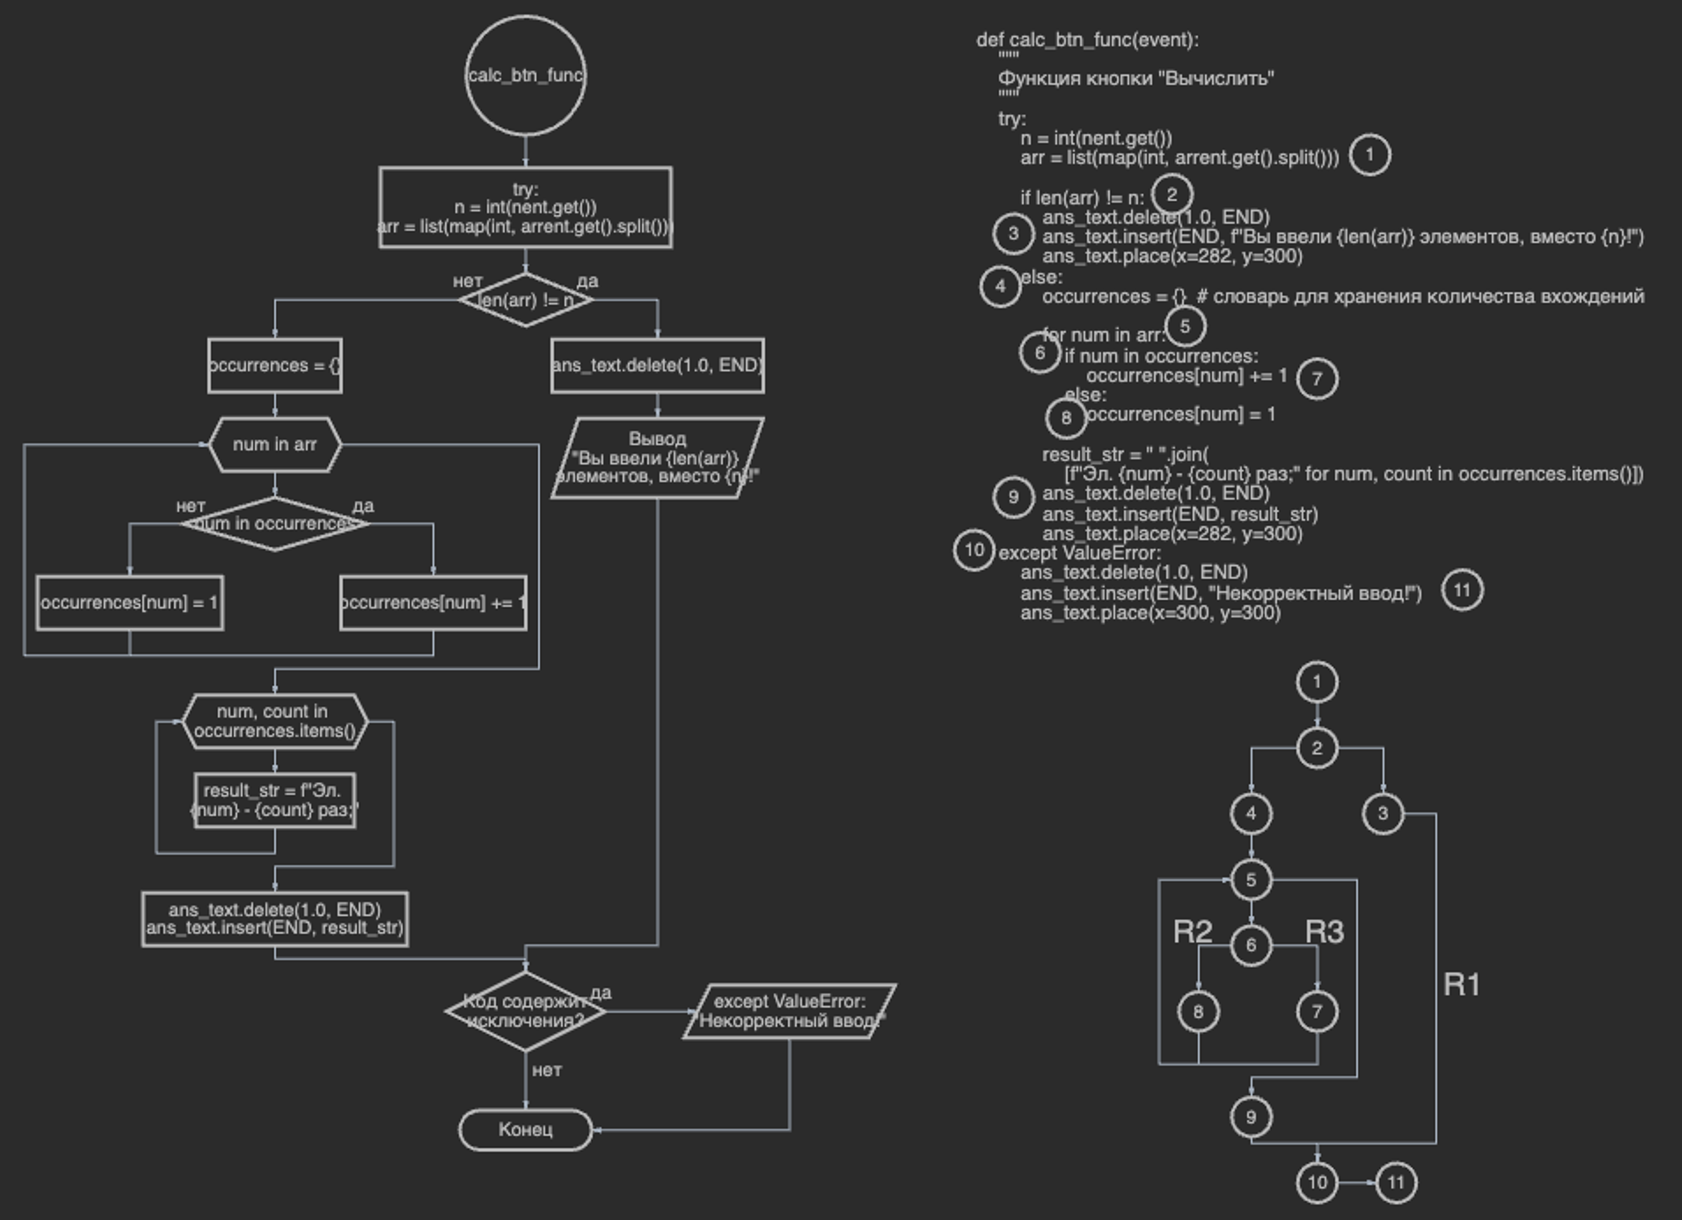 calc_btn_func
try:
n = int(nent.get())
arr = list(map(int, arrent.get().split()))
нет
да
len(arr) != n
occurrences = {}
ans_text.delete(1.0, END)
num in arr
Вывод
"Вы ввели {len(arr)}
элементов, вместо {n}!"
нет
да
num in occurrences
occurrences[num] = 1
occurrences[num] += 1
num, count in
occurrences.items()
result_str = f"Эл.
{num} - {count} раз;"
ans_text.delete(1.0, END)
ans_text.insert(END, result_str)
Код содержит
исключения?
да
except ValueError:
"Некорректный ввод!"
нет
Конец
def calc_btn_func(event):
"""
Функция кнопки "Вычислить"
"""
try:
n = int(nent.get())
arr = list(map(int, arrent.get().split())) 1
if len(arr) != n: 2
ans_text.delete(1.0, END)
3 ans_text.insert(END, f"Вы ввели {len(arr)} элементов, вместо {n}!")
ans_text.place(x=282, y=300)
4 else:
occurrences = {} # словарь для хранения количества вхождений
for num in arr: 5
6 if num in occurrences:
occurrences[num] += 1 7
else:
8 occurrences[num] = 1
result_str = " ".join(
[f"Эл. {num} - {count} раз;" for num, count in occurrences.items()])
9 ans_text.delete(1.0, END)
ans_text.insert(END, result_str)
ans_text.place(x=282, y=300)
10 except ValueError:
ans_text.delete(1.0, END)
ans_text.insert(END, "Некорректный ввод!") 11
ans_text.place(x=300, y=300)
1
2
4 3
5
R2 6 R3
R1
8 7
9
10 11